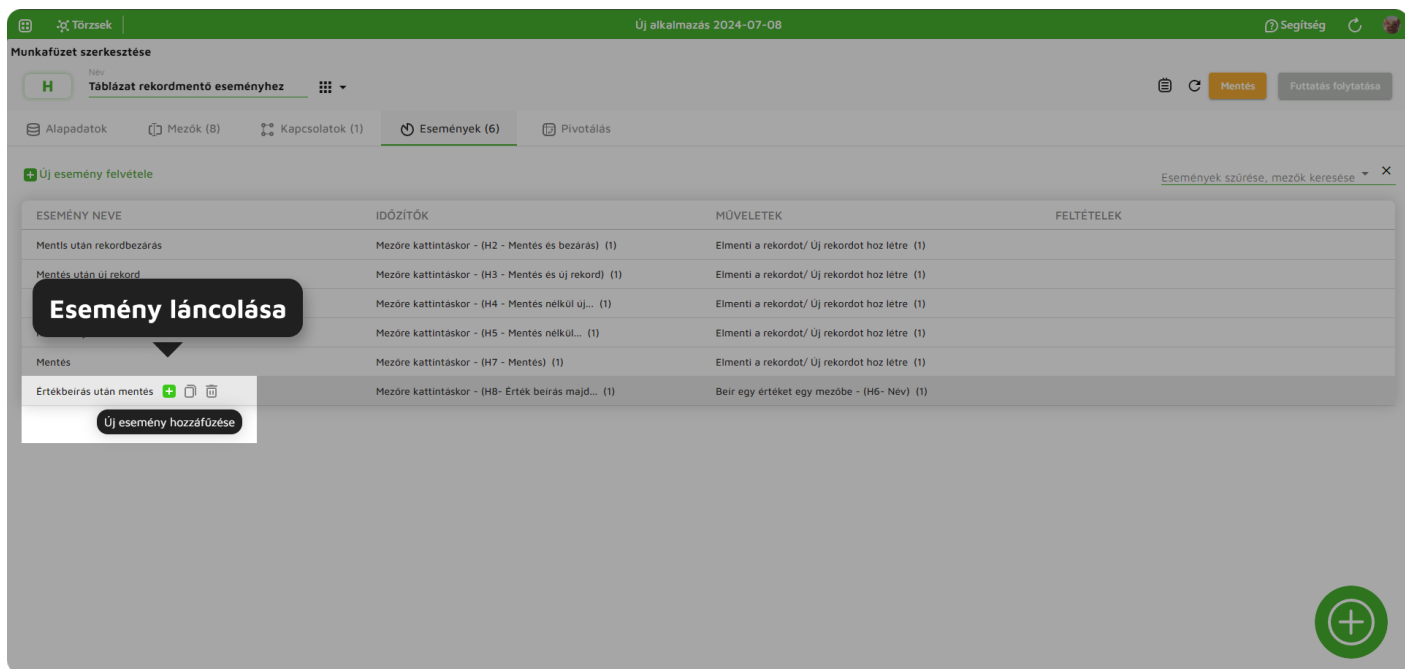 Törzsek
Új alkalmazás 2024-07-08
Segítség
Munkafüzet szerkesztése
H
Név
Táblázat rekordmentő eseményhez
Mentés
Futtatás folytatása
Alapadatok
Mezők (8)
Kapcsolatok (1)
Események (6)
Pivotálás
Új esemény felvétele
Események szűrése, mezők keresése
ESEMÉNY NEVE IDŐZÍTŐK MŰVELETEK FELTÉTELEK
Mentls után rekordbezárás Mezőre kattintáskor - (H2 - Mentés és bezárás) (1) Elmenti a rekordot/ Új rekordot hoz létre (1)
Mentés után új rekord Mezőre kattintáskor - (H3 - Mentés és új rekord) (1) Elmenti a rekordot/ Új rekordot hoz létre (1)
Esemény láncolása
Mezőre kattintáskor - (H4 - Mentés nélkül új... (1) Elmenti a rekordot/ Új rekordot hoz létre (1)
Mezőre kattintáskor - (H5 - Mentés nélkül... (1) Elmenti a rekordot/ Új rekordot hoz létre (1)
Mentés Mezőre kattintáskor - (H7 - Mentés) (1) Elmenti a rekordot/ Új rekordot hoz létre (1)
Értékbeírás után mentés Mezőre kattintáskor - (H8- Érték beírás majd... (1) Beír egy értéket egy mezőbe - (H6- Név) (1)
Új esemény hozzáfűzése